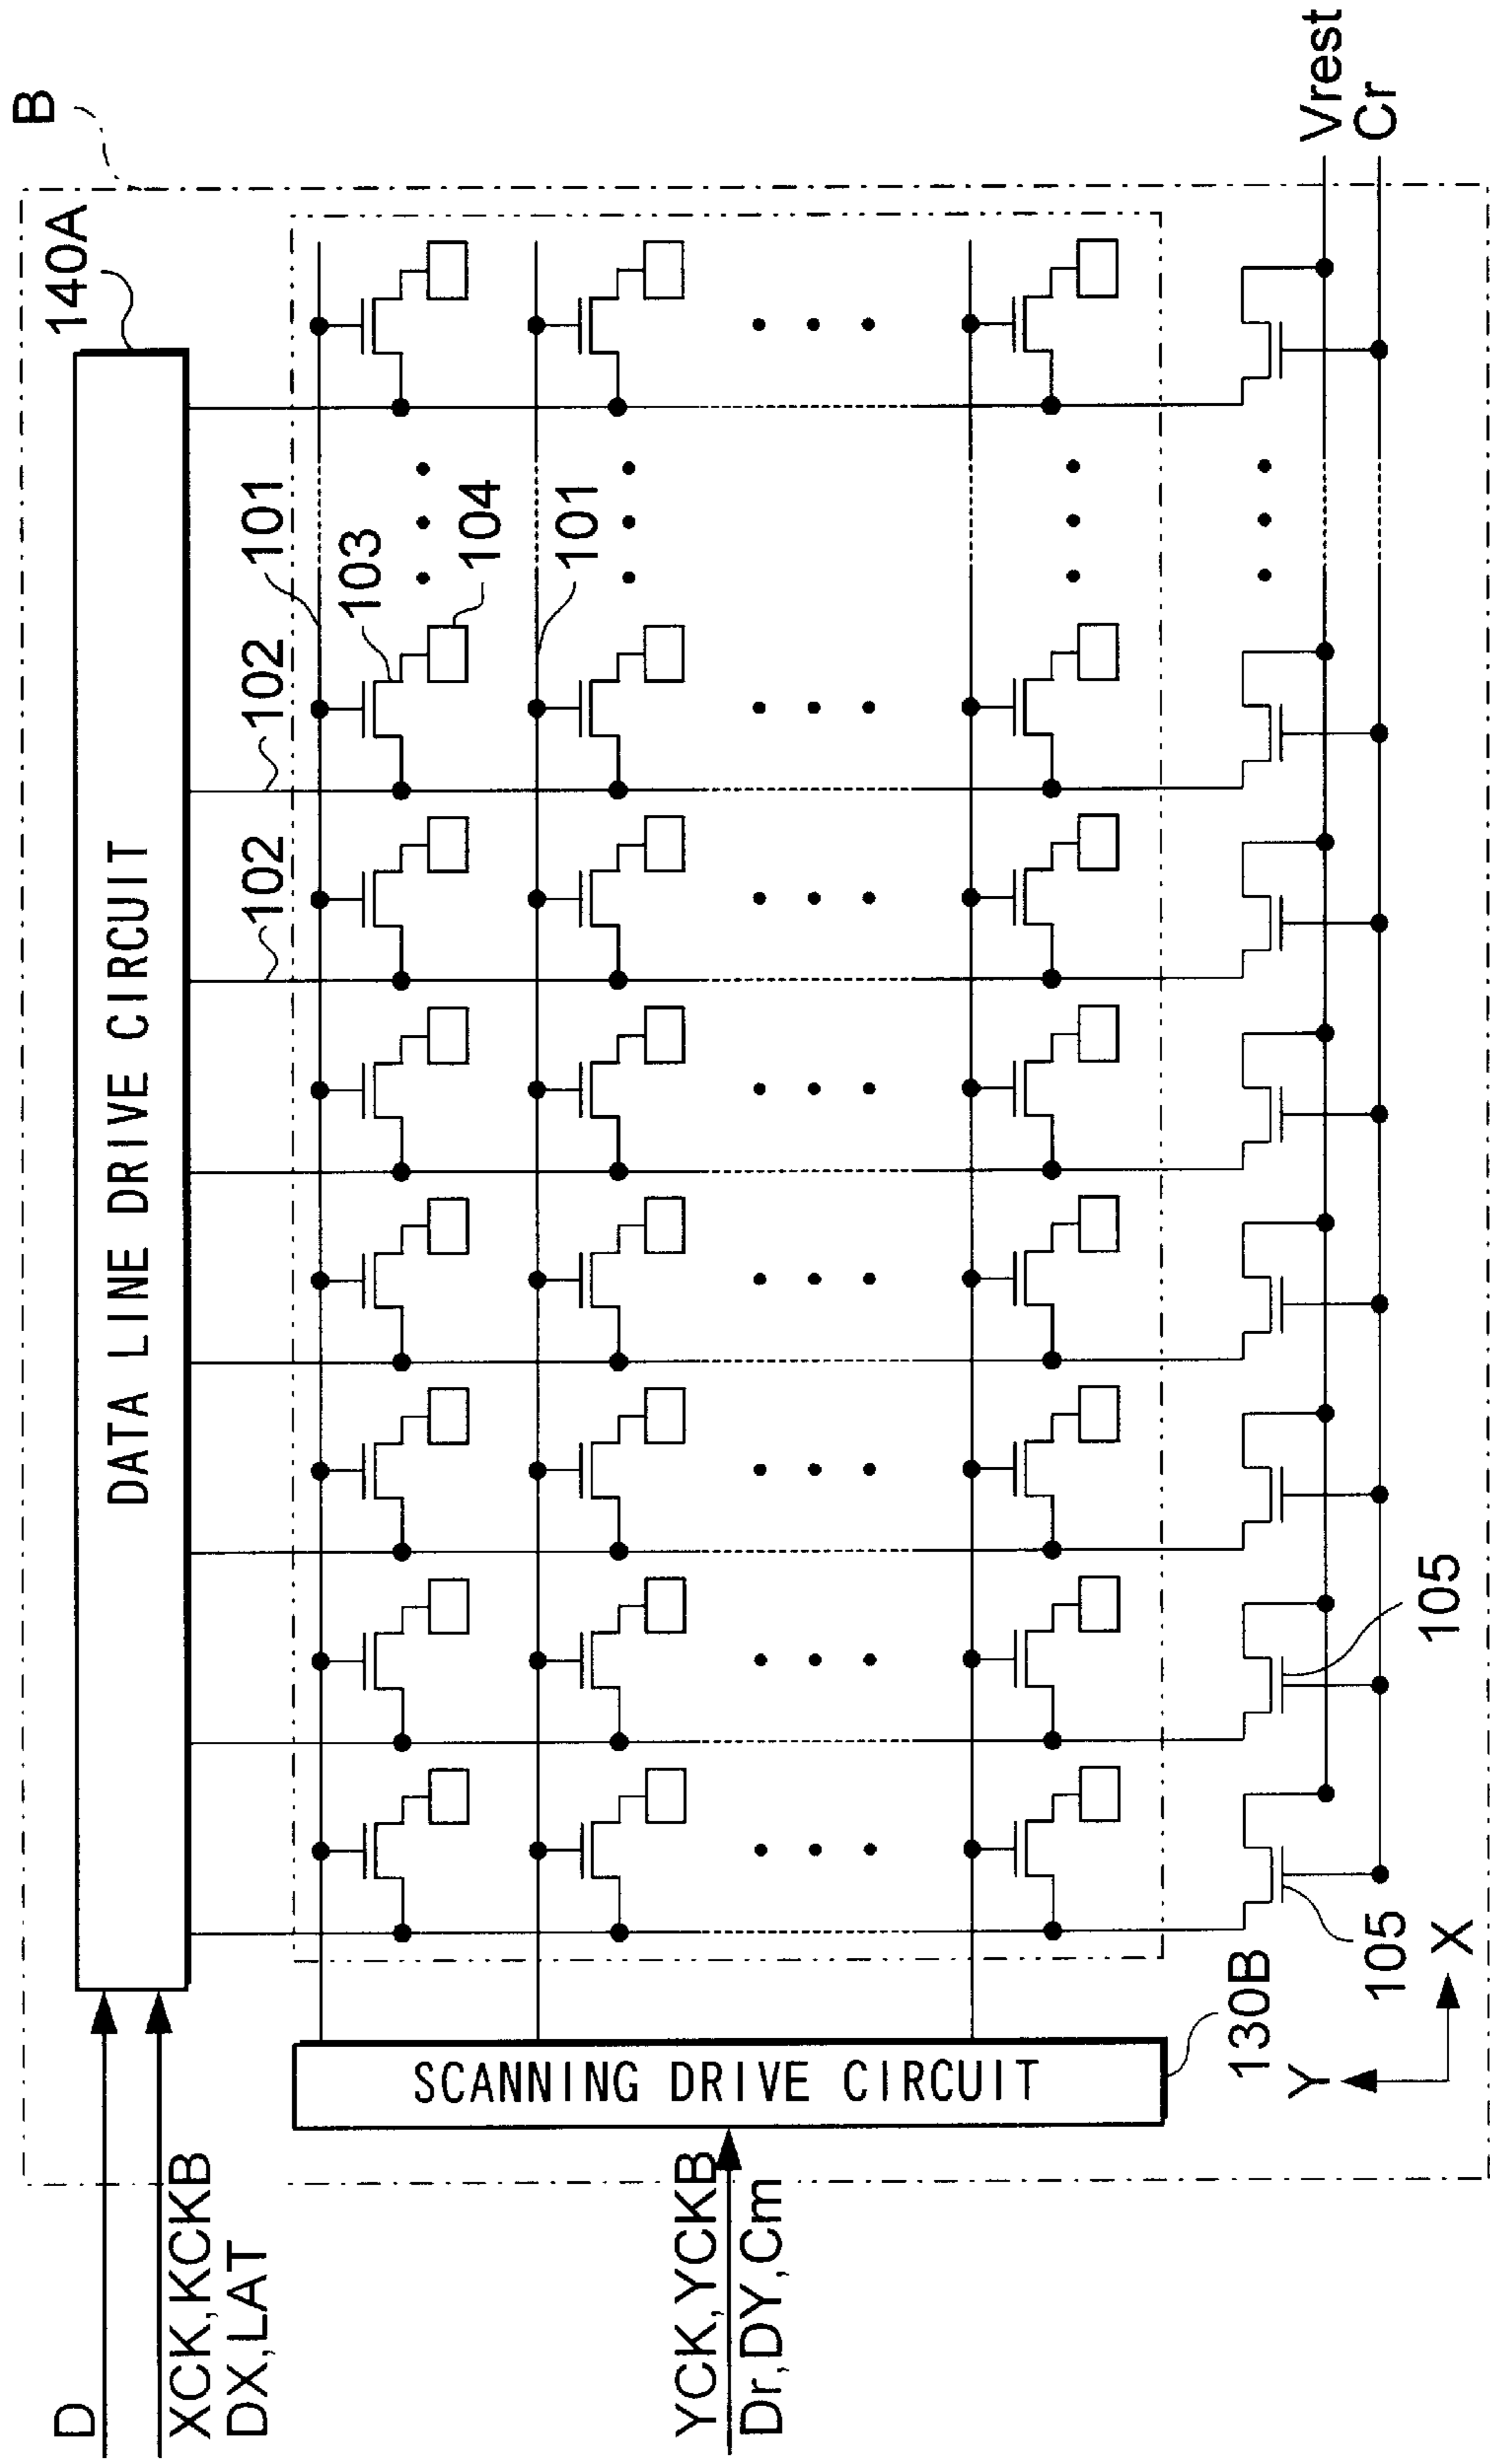 B
140A
D
DATA LINE DRIVE CIRCUIT
XCK,KCKB
DX,LAT
102
102
101
103
104
101
SCANNING DRIVE CIRCUIT
YCK,YCKB
Dr,DY,Cm
130B
Vrest
Cr
Y
X
105
105